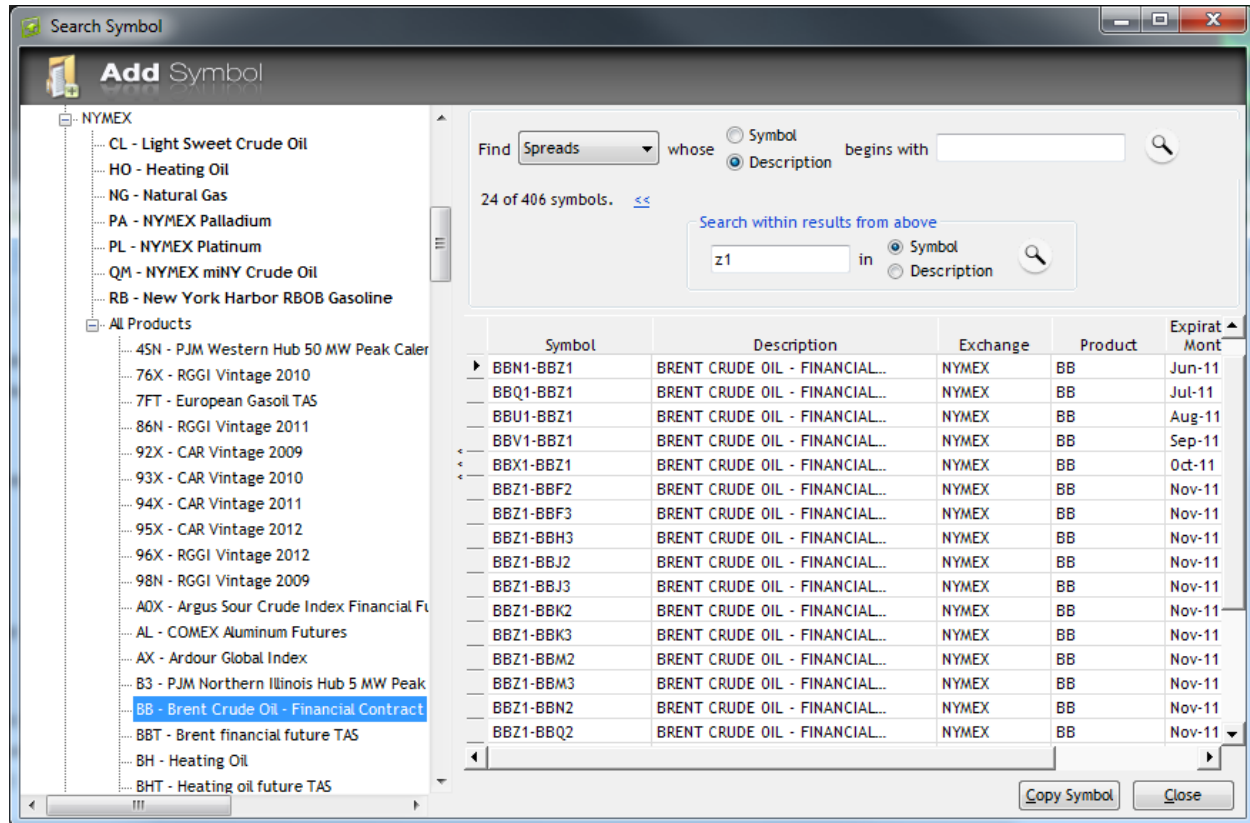 Search Symbol
Add Symbol
NYMEX
CL - Light Sweet Crude Oil
HO - Heating Oil
NG - Natural Gas
PA - NYMEX Palladium
PL - NYMEX Platinum
QM - NYMEX miNY Crude Oil
RB - New York Harbor RBOB Gasoline
All Products
4SN - PJM Western Hub 50 MW Peak Caler
76X - RGGI Vintage 2010
7FT - European Gasoil TAS
86N - RGGI Vintage 2011
92X - CAR Vintage 2009
93X - CAR Vintage 2010
94X - CAR Vintage 2011
95X - CAR Vintage 2012
96X - RGGI Vintage 2012
98N - RGGI Vintage 2009
A0X - Argus Sour Crude Index Financial Fu
AL - COMEX Aluminum Futures
AX - Ardour Global Index
B3 - PJM Northern Illinois Hub 5 MW Peak
BB - Brent Crude Oil - Financial Contract
BBT - Brent financial future TAS
BH - Heating Oil
BHT - Heating oil future TAS
Find Spreads whose Symbol Description begins with
24 of 406 symbols. <<
Search within results from above
z1 in Symbol Description
Symbol Description Exchange Product Expirat Mont
BBN1-BBZ1 BRENT CRUDE OIL - FINANCIAL... NYMEX BB Jun-11
BBQ1-BBZ1 BRENT CRUDE OIL - FINANCIAL... NYMEX BB Jul-11
BBU1-BBZ1 BRENT CRUDE OIL - FINANCIAL... NYMEX BB Aug-11
BBV1-BBZ1 BRENT CRUDE OIL - FINANCIAL... NYMEX BB Sep-11
BBX1-BBZ1 BRENT CRUDE OIL - FINANCIAL... NYMEX BB Oct-11
BBZ1-BBF2 BRENT CRUDE OIL - FINANCIAL... NYMEX BB Nov-11
BBZ1-BBF3 BRENT CRUDE OIL - FINANCIAL... NYMEX BB Nov-11
BBZ1-BBH3 BRENT CRUDE OIL - FINANCIAL... NYMEX BB Nov-11
BBZ1-BBJ2 BRENT CRUDE OIL - FINANCIAL... NYMEX BB Nov-11
BBZ1-BBJ3 BRENT CRUDE OIL - FINANCIAL... NYMEX BB Nov-11
BBZ1-BBK2 BRENT CRUDE OIL - FINANCIAL... NYMEX BB Nov-11
BBZ1-BBK3 BRENT CRUDE OIL - FINANCIAL... NYMEX BB Nov-11
BBZ1-BBM2 BRENT CRUDE OIL - FINANCIAL... NYMEX BB Nov-11
BBZ1-BBM3 BRENT CRUDE OIL - FINANCIAL... NYMEX BB Nov-11
BBZ1-BBN2 BRENT CRUDE OIL - FINANCIAL... NYMEX BB Nov-11
BBZ1-BBQ2 BRENT CRUDE OIL - FINANCIAL... NYMEX BB Nov-11
Copy Symbol Close